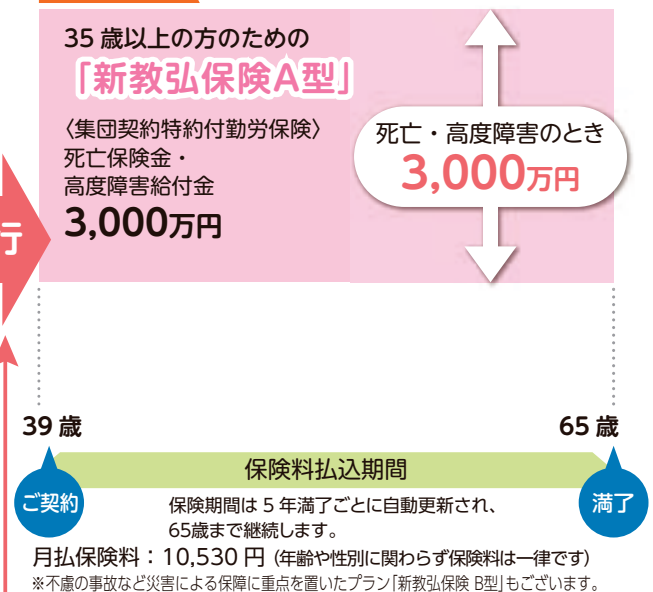 35 歳以上の方のための
「新教弘保険A型」
〈集団契約特約付勤労保険〉
死亡保険金・
高度障害給付金
3,000万円
死亡・高度障害のとき
3,000万円
行
39 歳
65 歳
保険料払込期間
ご契約
満了
保険期間は 5 年満了ごとに自動更新され、
65歳まで継続します。
月払保険料：10,530 円 (年齢や性別に関わらず保険料は一律です)
※不慮の事故など災害による保障に重点を置いたプラン「新教弘保険 B型」もございます。